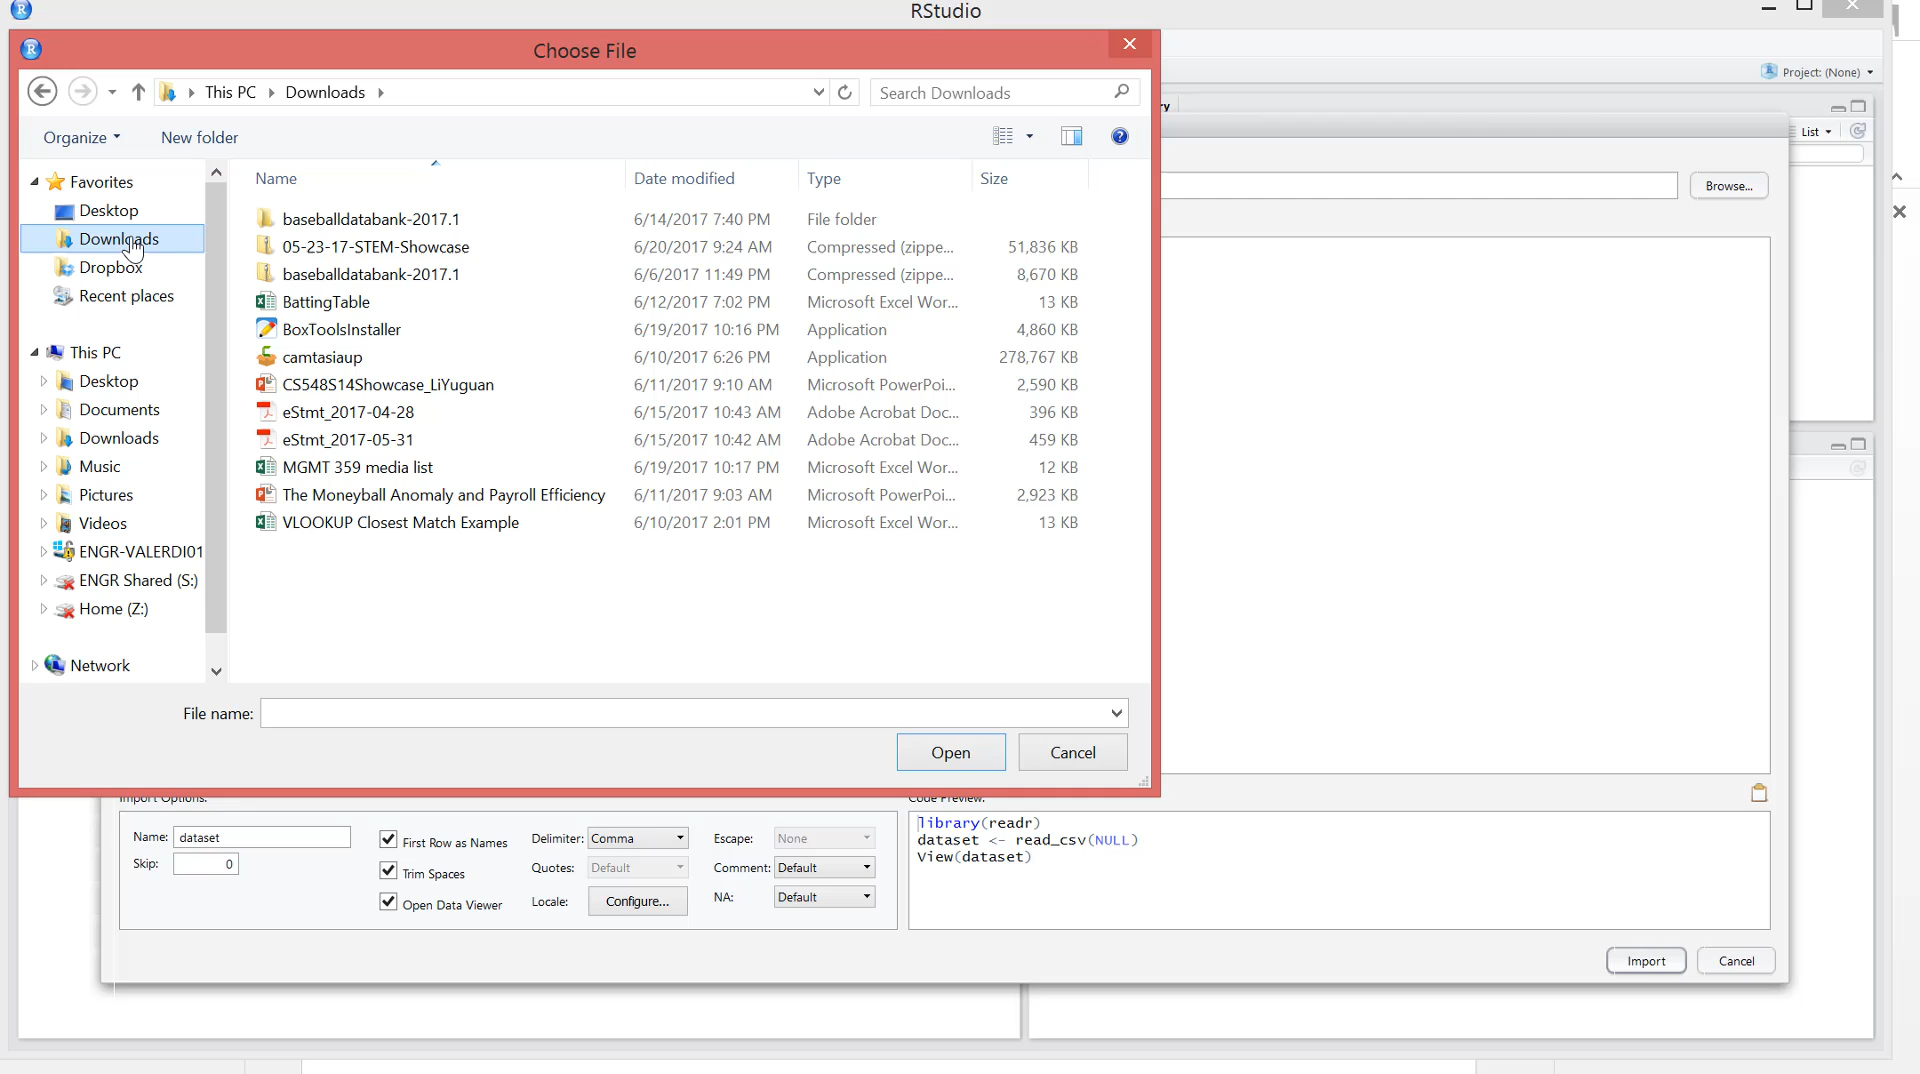 RStudio
Choose File
This PC Downloads
Search Downloads
Project: (None)
ry
Organize
New folder
List
Browse...
Favorites
Desktop
Downloads
Dropbox
Recent places
This PC
Desktop
Documents
Downloads
Music
Pictures
Videos
ENGR-VALERDI01
ENGR Shared (S:)
Home (Z:)
Network
Name Date modified Type Size
baseballdatabank-2017.1 6/14/2017 7:40 PM File folder
05-23-17-STEM-Showcase 6/20/2017 9:24 AM Compressed (zippe... 51,836 KB
baseballdatabank-2017.1 6/6/2017 11:49 PM Compressed (zippe... 8,670 KB
BattingTable 6/12/2017 7:02 PM Microsoft Excel Wor... 13 KB
BoxToolsInstaller 6/19/2017 10:16 PM Application 4,860 KB
camtasiaup 6/10/2017 6:26 PM Application 278,767 KB
CS548S14Showcase_LiYuguan 6/11/2017 9:10 AM Microsoft PowerPoi... 2,590 KB
eStmt_2017-04-28 6/15/2017 10:43 AM Adobe Acrobat Doc... 396 KB
eStmt_2017-05-31 6/15/2017 10:42 AM Adobe Acrobat Doc... 459 KB
MGMT 359 media list 6/19/2017 10:17 PM Microsoft Excel Wor... 12 KB
The Moneyball Anomaly and Payroll Efficiency 6/11/2017 9:03 AM Microsoft PowerPoi... 2,923 KB
VLOOKUP Closest Match Example 6/10/2017 2:01 PM Microsoft Excel Wor... 13 KB
File name:
Open Cancel
Import Options:
Name: dataset
Skip: 0
First Row as Names
Trim Spaces
Open Data Viewer
Delimiter: Comma
Quotes: Default
Locale: Configure...
Escape: None
Comment: Default
NA: Default
Code Preview:
library(readr)
dataset <- read_csv(NULL)
View(dataset)
Import Cancel